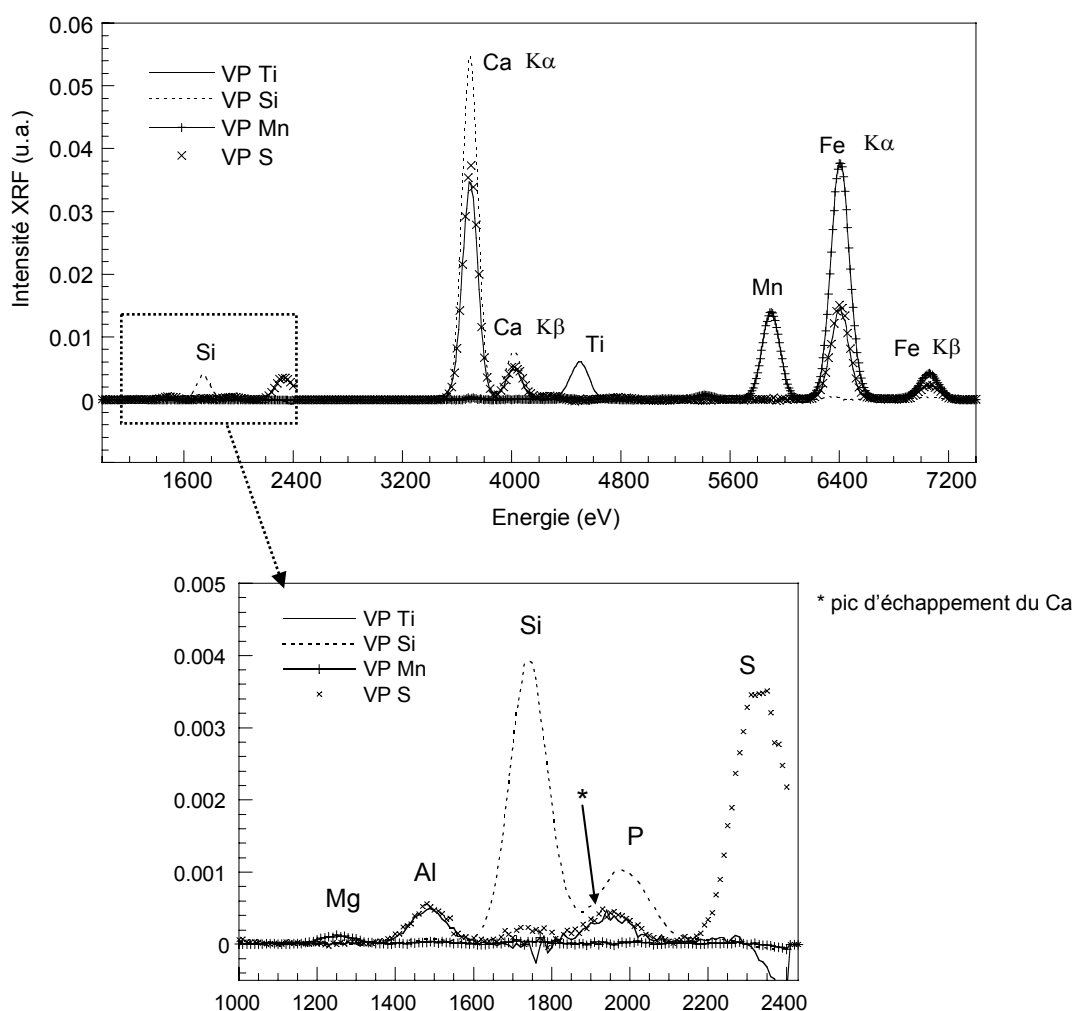 Intensité XRF (u.a.)
0.06
0.05
0.04
0.03
0.02
0.01
0
VP Ti
VP Si
VP Mn
VP S
Ca Kα
Fe Kα
Mn
Si
Ca Kβ
Ti
Fe Kβ
1600 2400 3200 4000 4800 5600 6400 7200
Energie (eV)
0.005
0.004
0.003
0.002
0.001
0
VP Ti
VP Si
VP Mn
VP S
* pic d'échappement du Ca
Si
S
*
P
Al
Mg
1000 1200 1400 1600 1800 2000 2200 2400